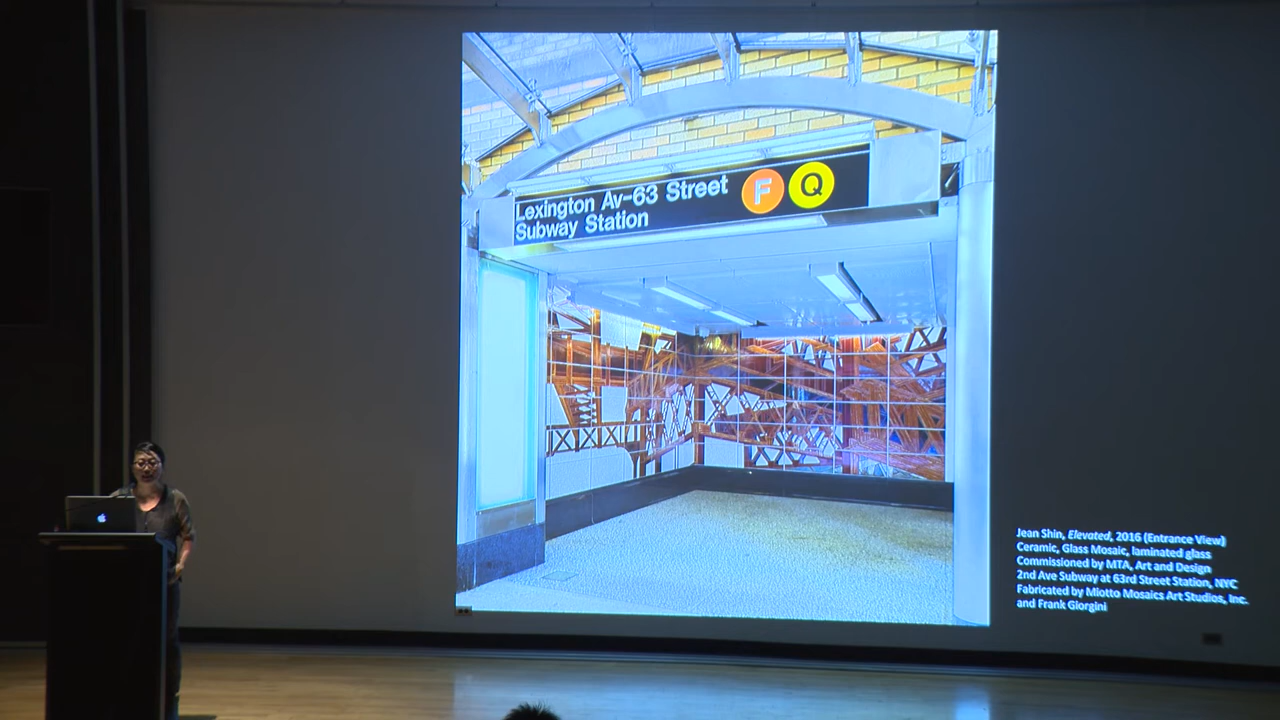 Lexington Av-63 Street
Subway Station
F
Q
Jean Shin, Elevated, 2016 (Entrance View)
Ceramic, Glass Mosaic, laminated glass
Commissioned by MTA, Art and Design
2nd Ave Subway at 63rd Street Station, NYC
Fabricated by Miotto Mosaics Art Studios, Inc.
and Frank Giorgini